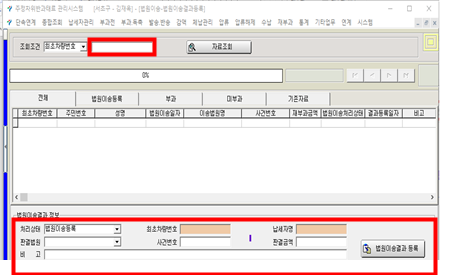 주정차위반과태료 관리시스템 - [서초구 - 김재옥] - [법원이송-법원이송결과등록]
단속연계 종합조회 납세자관리 부과전 부과.독촉 발송.반송 감액 체납관리 압류 압류해제 수납 재부과 통계 기타업무 연계 시스템
조회조건 최초차량번호 자료조회
0%
전체 법원이송등록 부과 미부과 기존자료
최초차량번호 주민번호 성명 법원이송일자 이송법원명 사건번호 재부과금액 법원이송처리상태 결과등록일자 비고
법원이송결과 정보
처리상태 법원이송등록 최초차량번호 납세자명
판결법원 사건번호 판결금액 법원이송결과 등록
비 고